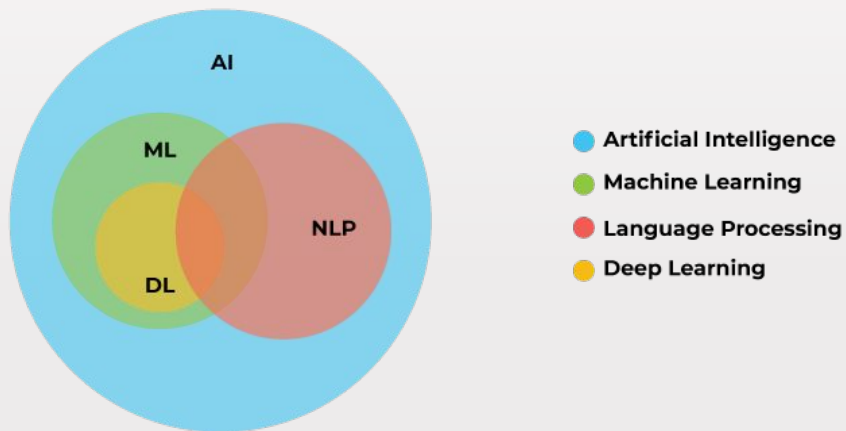 AI
ML
NLP
DL
Artificial Intelligence
Machine Learning
Language Processing
Deep Learning